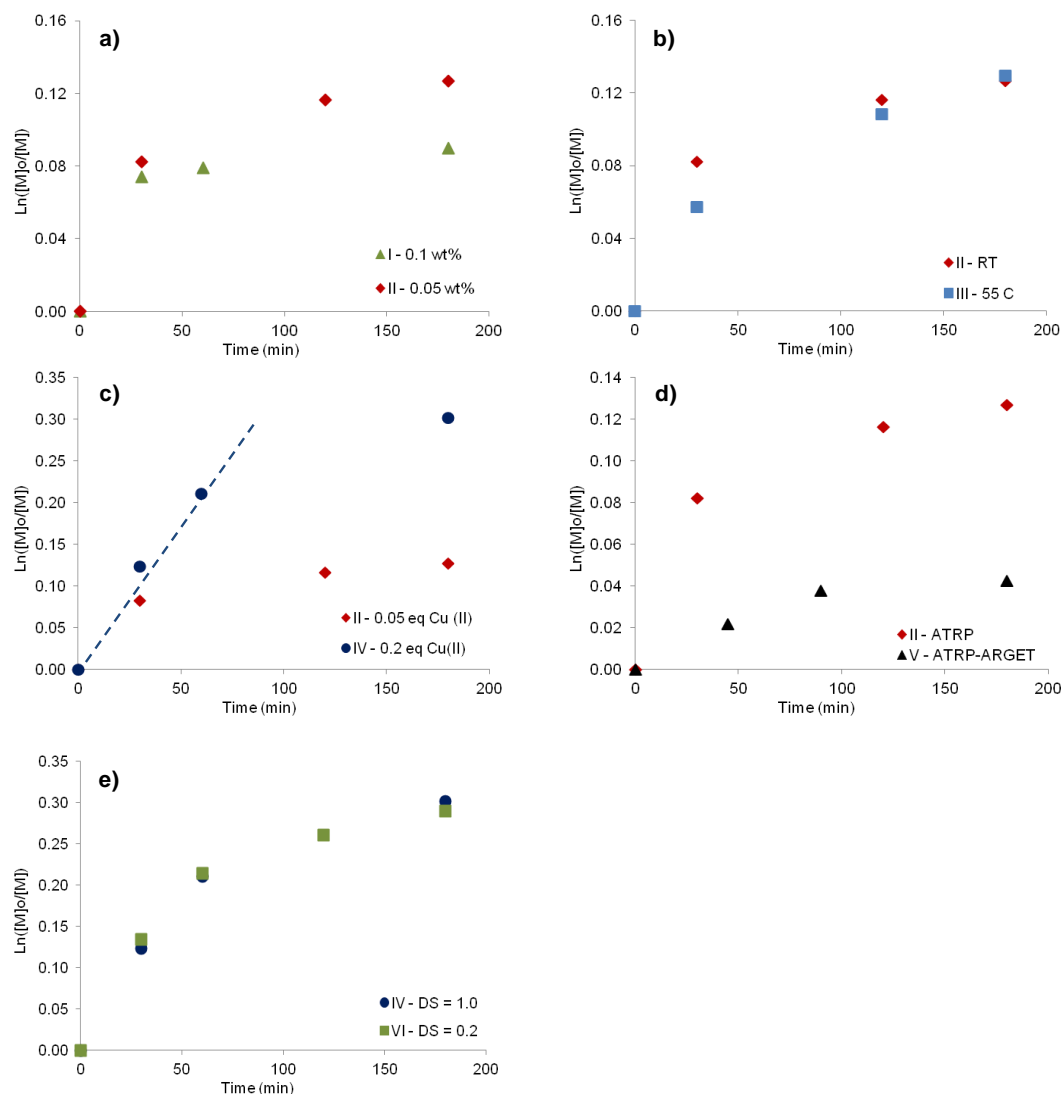 a)
Ln([M]o/[M])
0.16
0.12
0.08
0.04
0.00
0 50 100 150 200
Time (min)
I - 0.1 wt%
II - 0.05 wt%
b)
Ln([M]o/[M])
0.16
0.12
0.08
0.04
0.00
0 50 100 150 200
Time (min)
II - RT
III - 55 C
c)
Ln([M]o/[M])
0.35
0.30
0.25
0.20
0.15
0.10
0.05
0.00
0 50 100 150 200
Time (min)
II - 0.05 eq Cu (II)
IV - 0.2 eq Cu(II)
d)
Ln([M]o/[M])
0.14
0.12
0.10
0.08
0.06
0.04
0.02
0.00
0 50 100 150 200
Time (min)
II - ATRP
V - ATRP-ARGET
e)
Ln([M]o/[M])
0.35
0.30
0.25
0.20
0.15
0.10
0.05
0.00
0 50 100 150 200
Time (min)
IV - DS = 1.0
VI - DS = 0.2